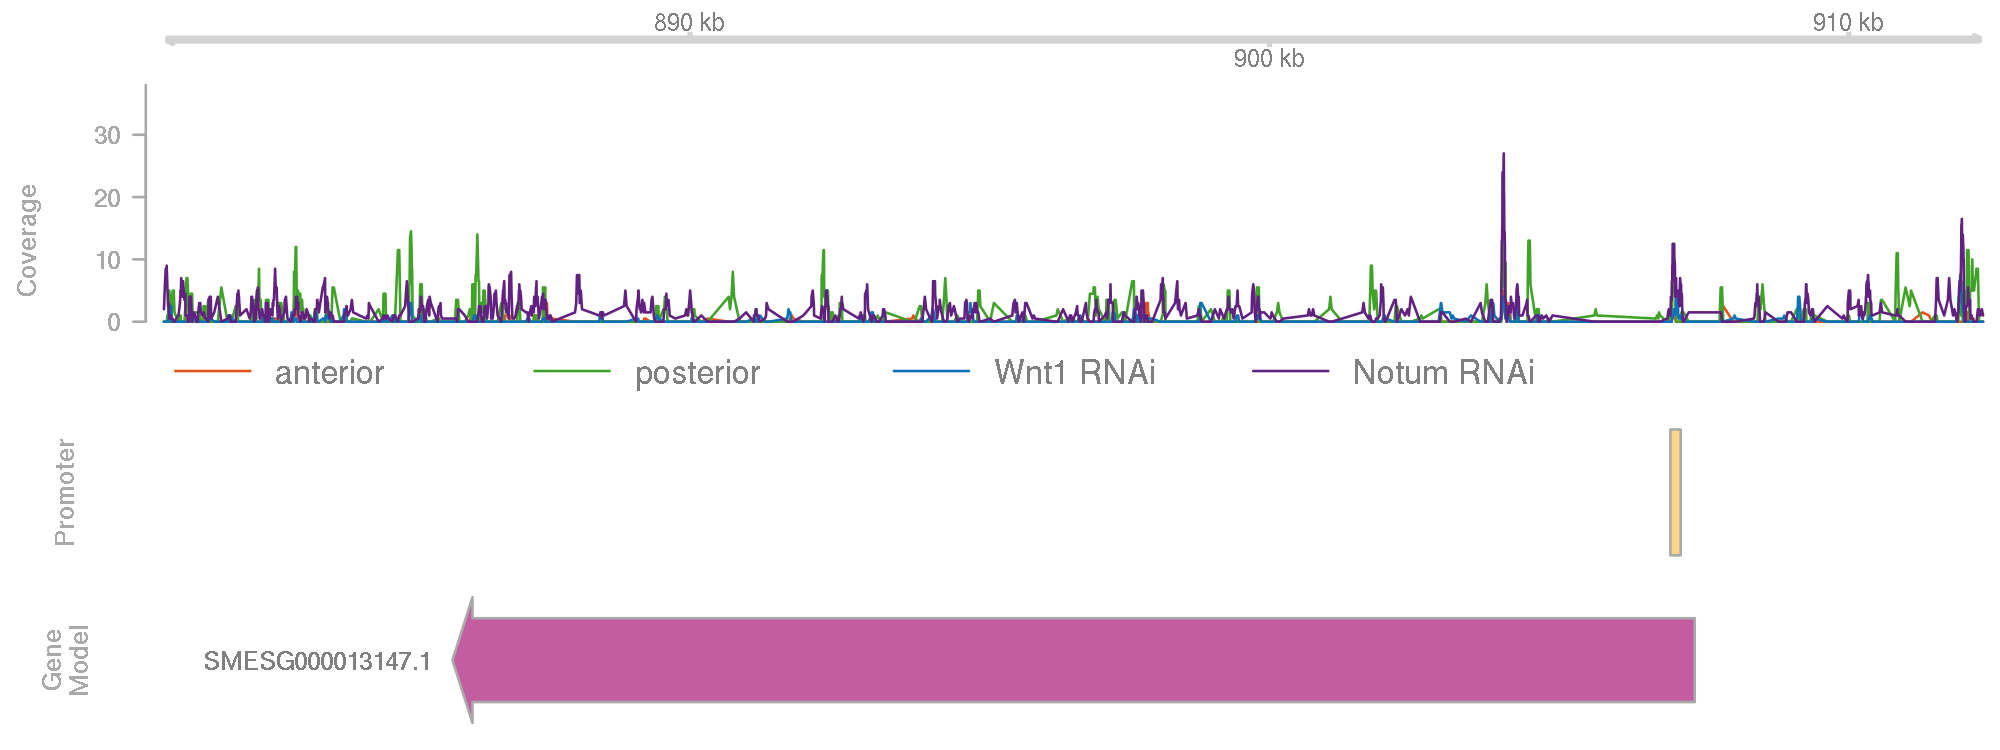 890 kb
910 kb
900 kb
Coverage
30
20
10
0
anterior
posterior
Wnt1 RNAi
Notum RNAi
Promoter
Gene
Model
SMESG000013147.1